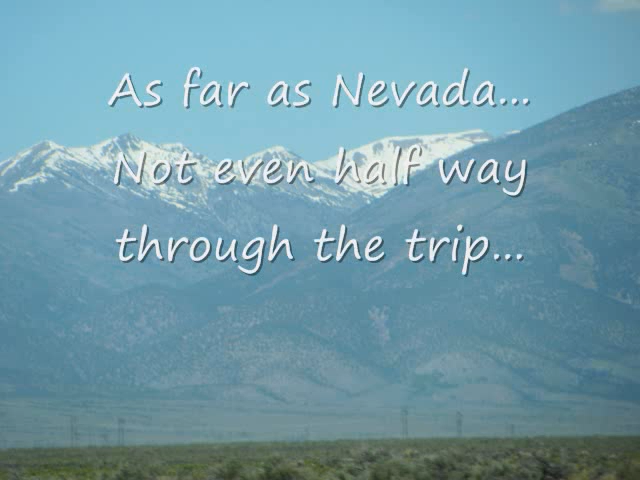 As far as Nevada...
Not even half way
through the trip...